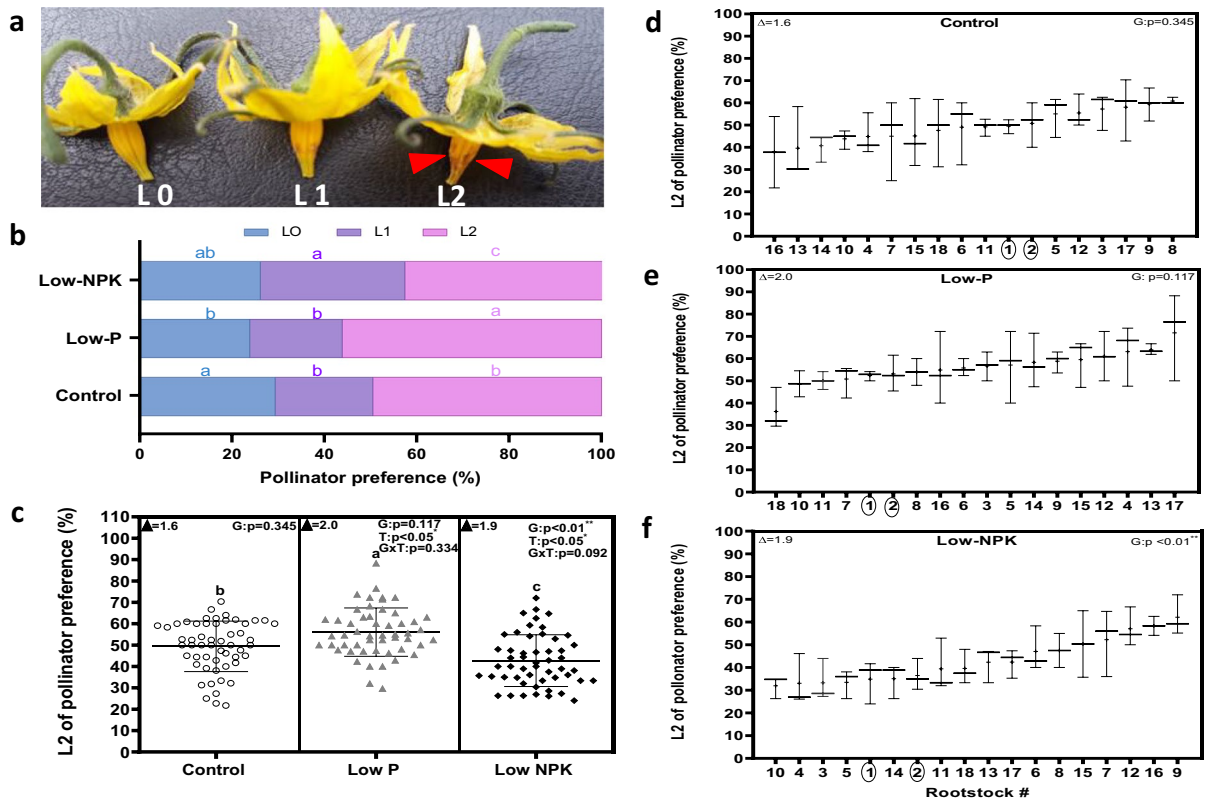 a
L 0
L 1
L2
b
LO
L1
L2
Low-NPK
ab
a
c
Low-P
b
b
a
Control
a
b
b
0
20
40
60
80
100
Pollinator preference (%)
c
L2 of pollinator preference (%)
110
100
90
80
70
60
50
40
30
20
10
0
▲=1.6
G:p=0.345
b
▲=2.0
G:p=0.117
T:p<0.05*
GxT:p=0.334
a
▲=1.9
G:p<0.01**
T:p<0.05*
GxT:p=0.092
c
Control
Low P
Low NPK
d
L2 of pollinator preference (%)
100
90
80
70
60
50
40
30
20
10
0
Δ=1.6
Control
G:p=0.345
16 13 14 10 4 7 15 18 6 11 1 2 5 12 3 17 9 8
e
L2 of pollinator preference (%)
100
90
80
70
60
50
40
30
20
10
0
Δ=2.0
Low-P
G: p=0.117
18 10 11 7 1 2 8 16 6 3 5 14 9 15 12 4 13 17
f
L2 of pollonator preference (%)
100
90
80
70
60
50
40
30
20
10
0
Δ=1.9
Low-NPK
G:p <0.01**
10 4 3 5 1 14 2 11 18 13 17 6 8 15 7 12 16 9
Rootstock #